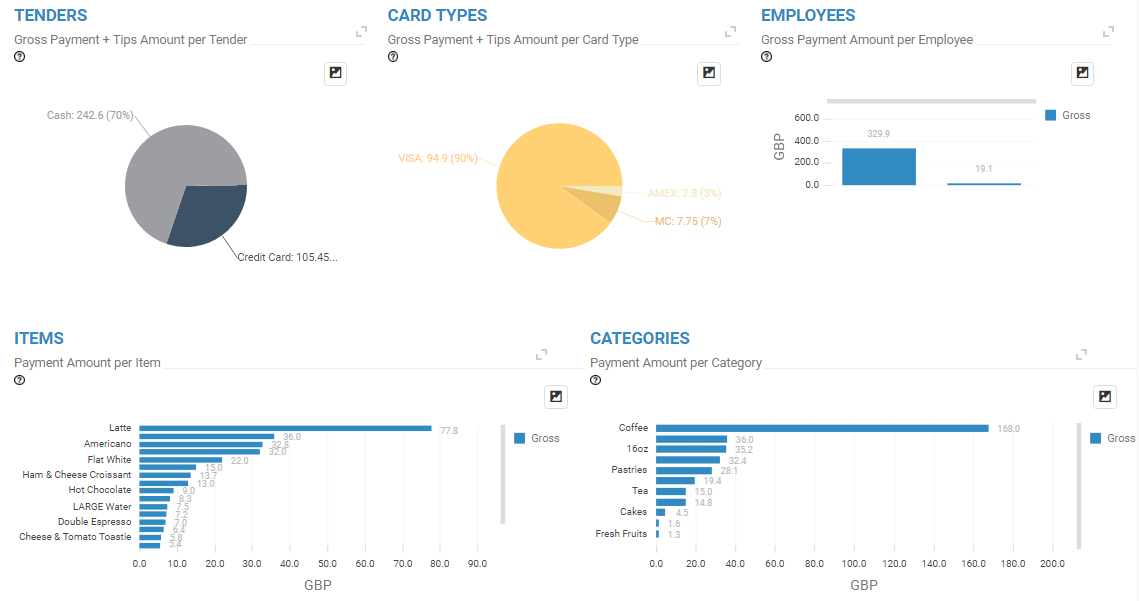 TENDERS
Gross Payment + Tips Amount per Tender
Cash: 242.6 (70%)
Credit Card: 105.45...
CARD TYPES
Gross Payment + Tips Amount per Card Type
VISA: 94.9 (90%)
AMEX: 2.8 (3%)
MC: 7.75 (7%)
EMPLOYEES
Gross Payment Amount per Employee
Gross
GBP
600.0
400.0
200.0
0.0
329.9
19.1
ITEMS
Payment Amount per Item
Gross
Latte 77.8
36.0
Americano 32.8
32.0
Flat White 22.0
15.0
Ham & Cheese Croissant 13.7
13.0
Hot Chocolate 9.0
8.3
LARGE Water 7.5
7.2
Double Espresso 7.0
6.4
Cheese & Tomato Toastie 5.8
5.4
0.0 10.0 20.0 30.0 40.0 50.0 60.0 70.0 80.0 90.0
GBP
CATEGORIES
Payment Amount per Category
Gross
Coffee 168.0
36.0
16oz 35.2
32.4
Pastries 28.1
19.4
Tea 15.0
14.8
Cakes 4.5
1.6
Fresh Fruits 1.3
0.0 20.0 40.0 60.0 80.0 100.0 120.0 140.0 160.0 180.0 200.0
GBP